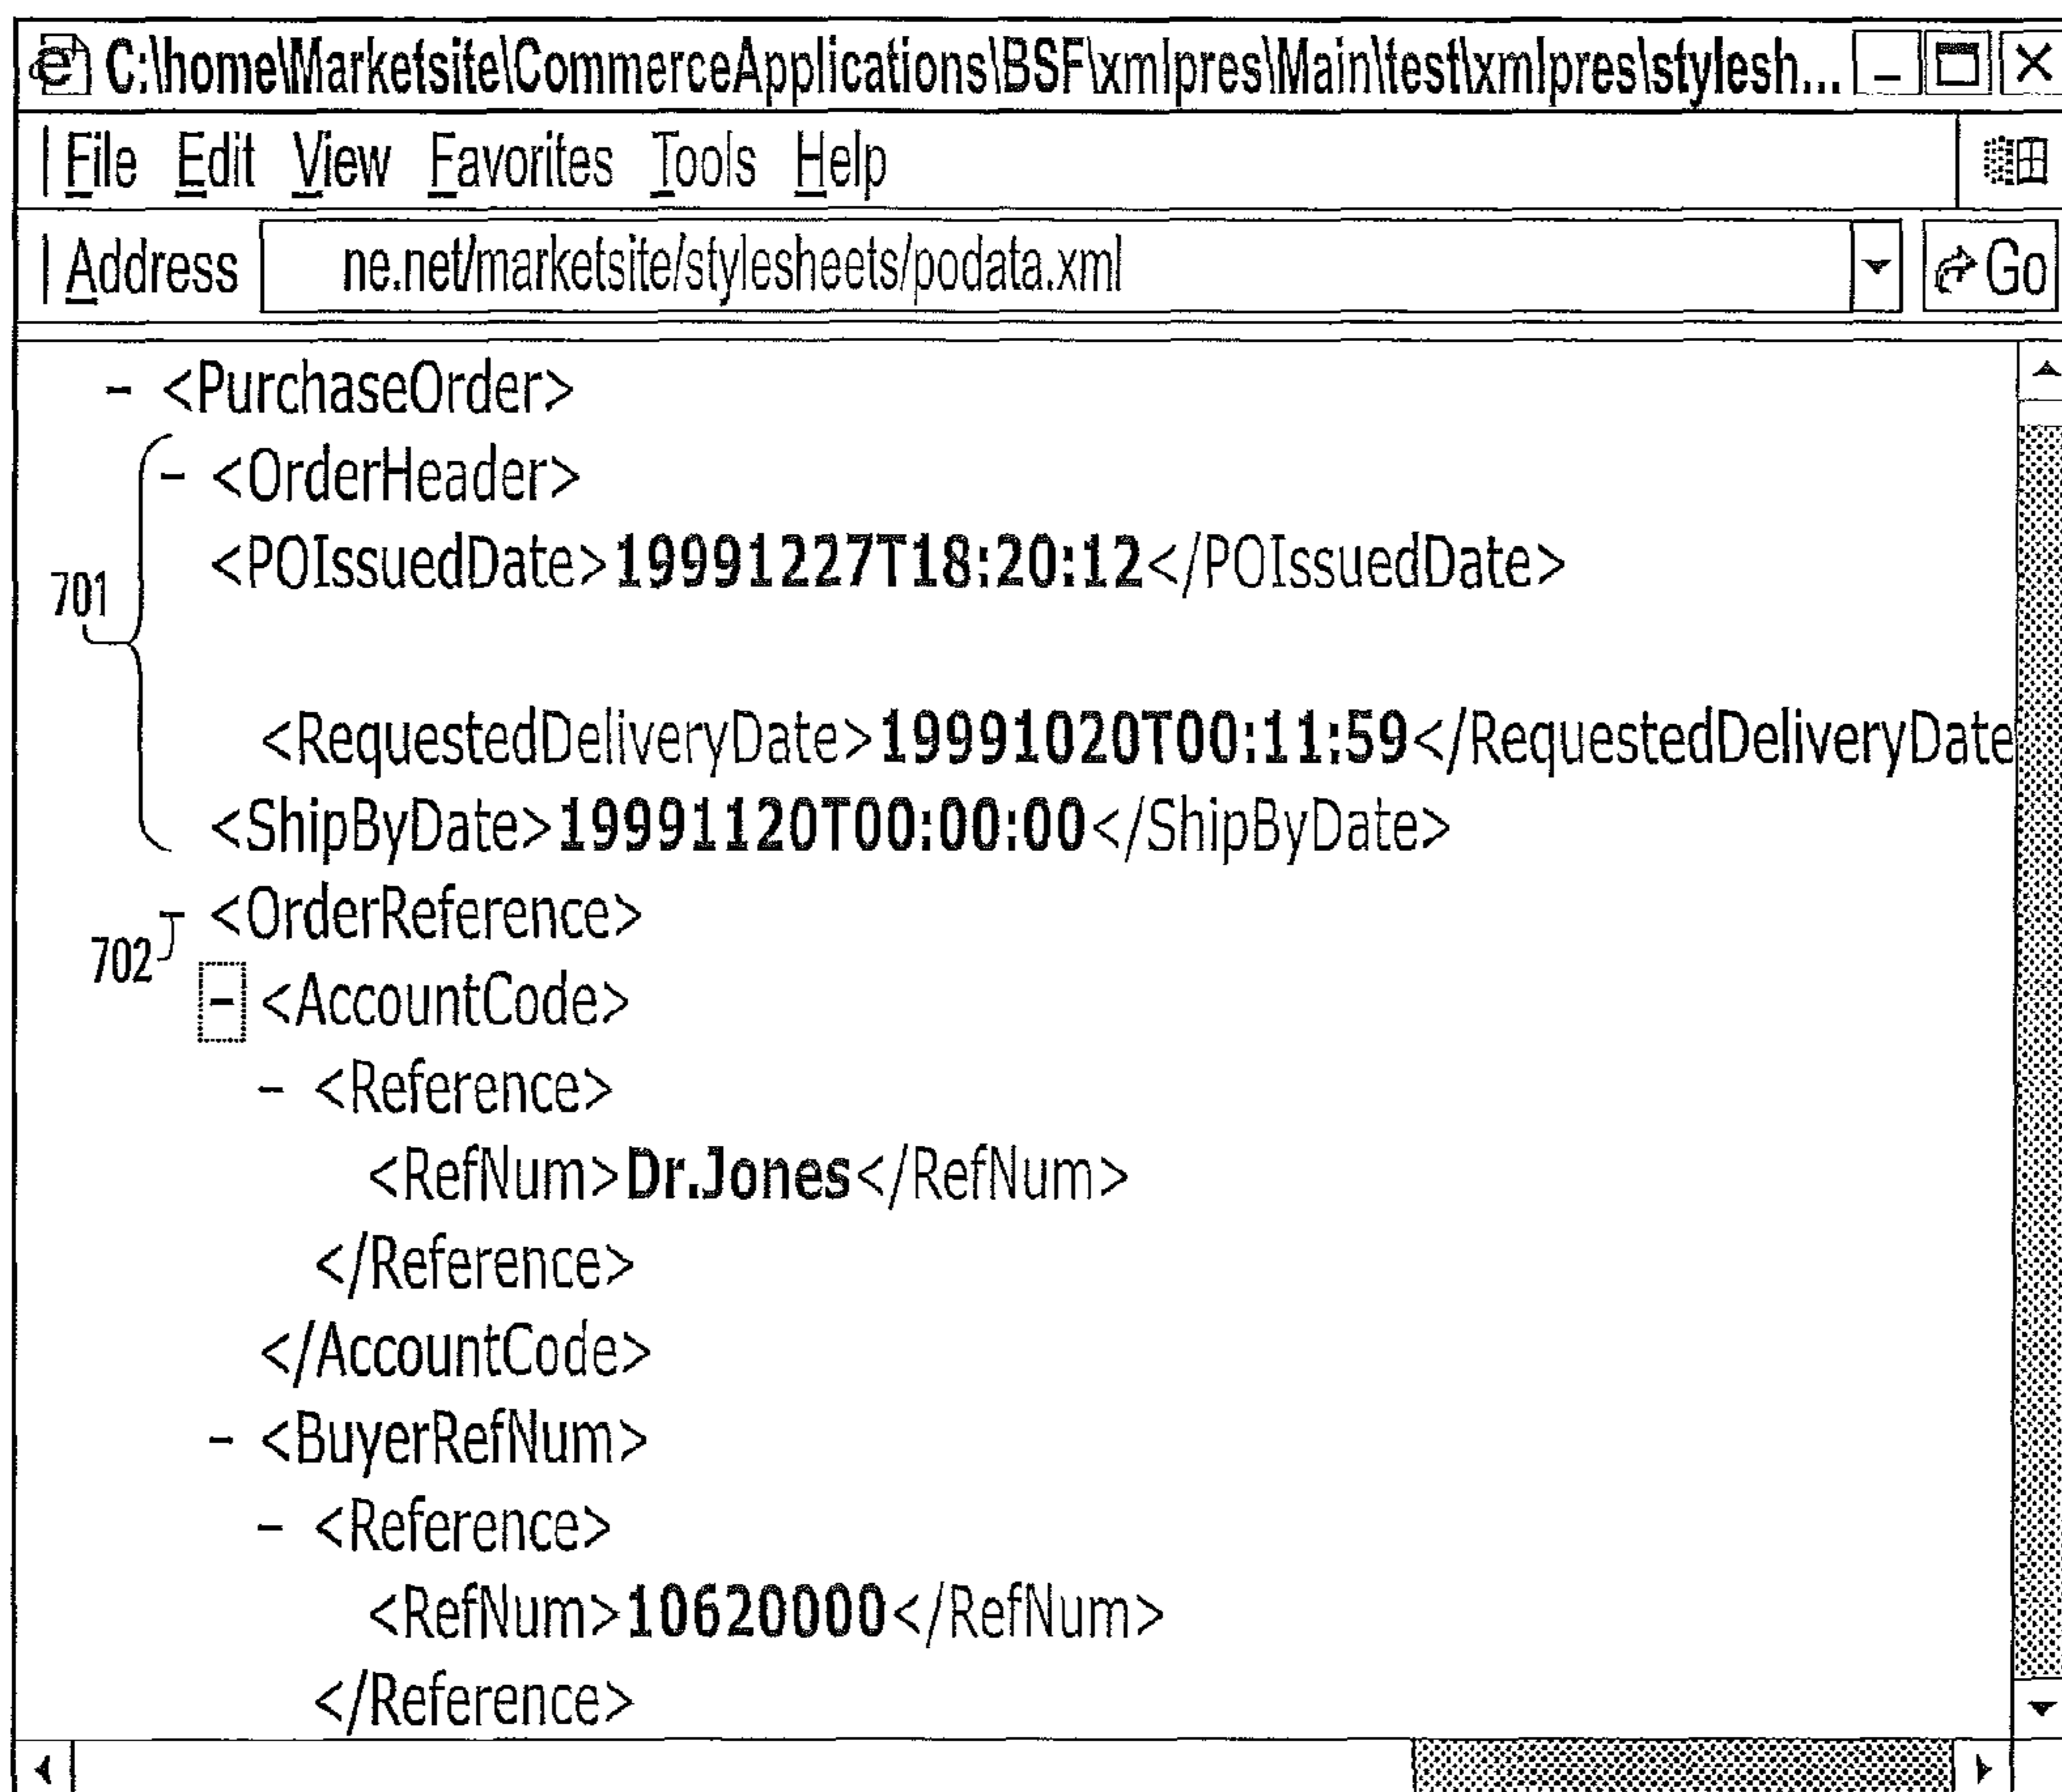 C:\home\Marketsite\CommerceApplications\BSF\xmlpres\Main\test\xmlpres\stylesh...
File Edit View Favorites Tools Help
Address ne.net/marketsite/stylesheets/podata.xml Go
- <PurchaseOrder>
- <OrderHeader>
<POIssuedDate>19991227T18:20:12</POIssuedDate>
701
<RequestedDeliveryDate>19991020T00:11:59</RequestedDeliveryDate
<ShipByDate>19991120T00:00:00</ShipByDate>
- <OrderReference>
702
- <AccountCode>
- <Reference>
<RefNum>Dr.Jones</RefNum>
</Reference>
</AccountCode>
- <BuyerRefNum>
- <Reference>
<RefNum>10620000</RefNum>
</Reference>